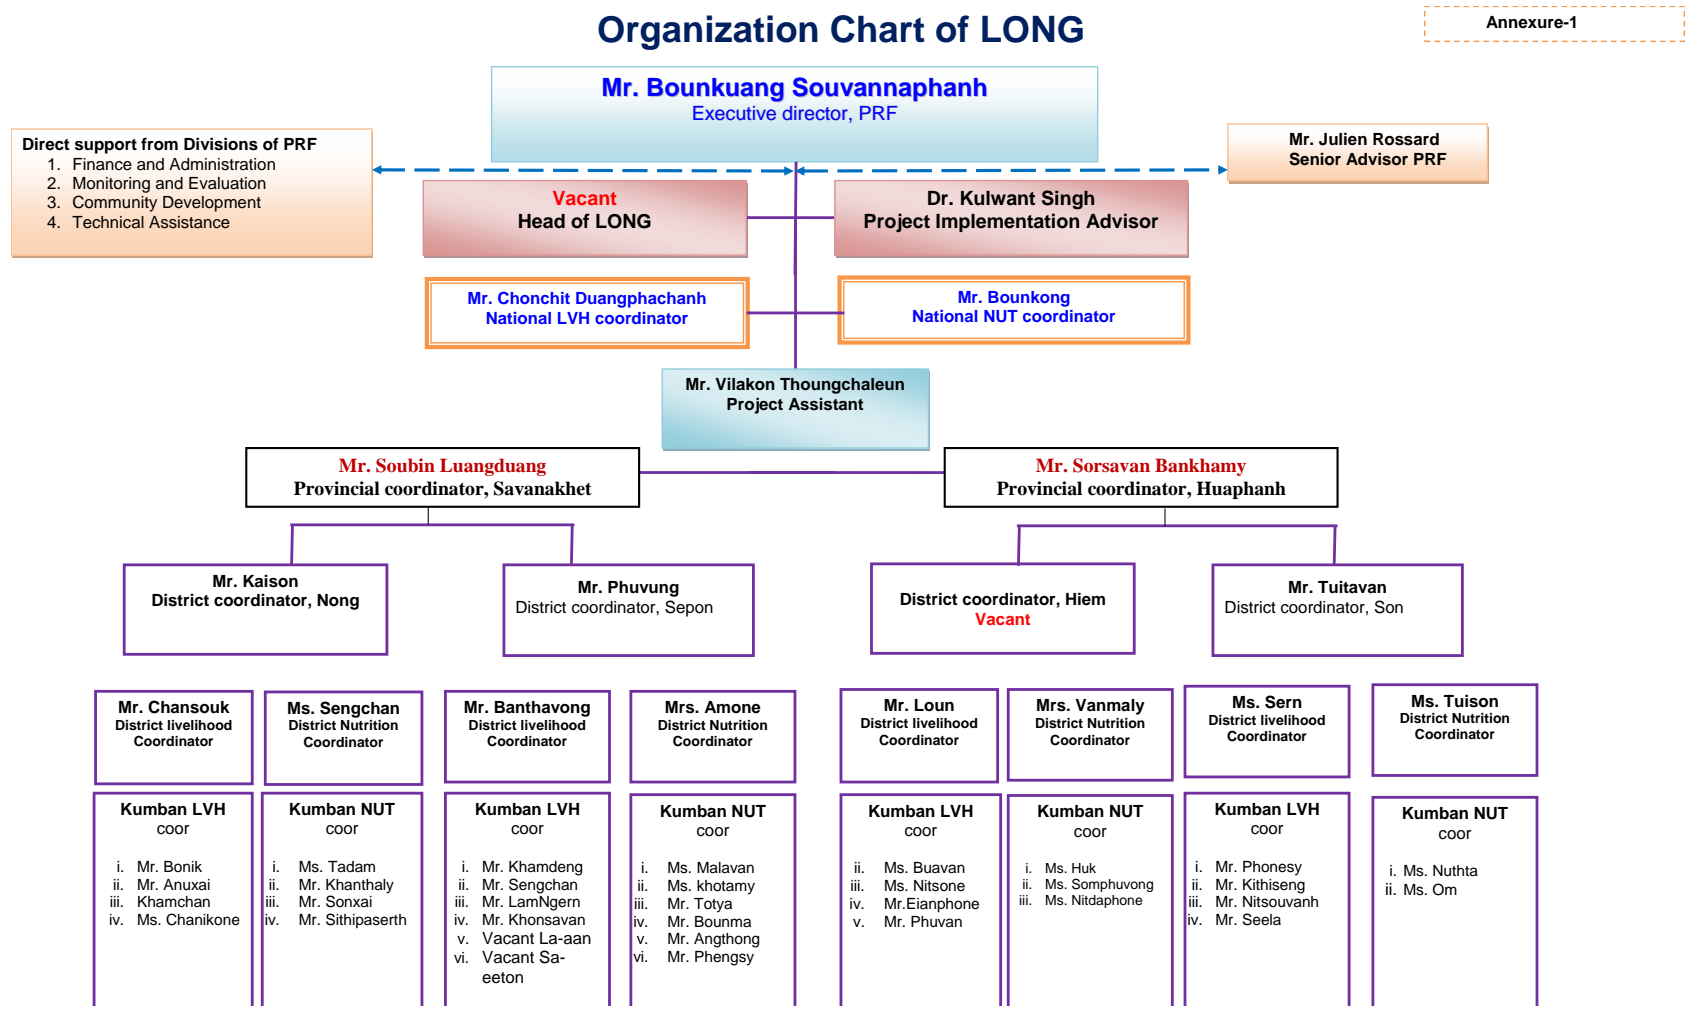 Organization Chart of LONG
Annexure-1
Mr. Bounkuang Souvannaphanh
Executive director, PRF
Direct support from Divisions of PRF
1. Finance and Administration
2. Monitoring and Evaluation
3. Community Development
4. Technical Assistance
Mr. Julien Rossard
Senior Advisor PRF
Vacant
Head of LONG
Dr. Kulwant Singh
Project Implementation Advisor
Mr. Chonchit Duangphachanh
National LVH coordinator
Mr. Bounkong
National NUT coordinator
Mr. Vilakon Thoungchaleun
Project Assistant
Mr. Soubin Luangduang
Provincial coordinator, Savanakhet
Mr. Sorsavan Bankhamy
Provincial coordinator, Huaphanh
Mr. Kaison
District coordinator, Nong
Mr. Phuvung
District coordinator, Sepon
District coordinator, Hiem
Vacant
Mr. Tuitavan
District coordinator, Son
Mr. Chansouk
District livelihood
Coordinator
Ms. Sengchan
District Nutrition
Coordinator
Mr. Banthavong
District livelihood
Coordinator
Mrs. Amone
District Nutrition
Coordinator
Mr. Loun
District livelihood
Coordinator
Mrs. Vanmaly
District Nutrition
Coordinator
Ms. Sern
District livelihood
Coordinator
Ms. Tuison
District Nutrition
Coordinator
Kumban LVH
coor
i. Mr. Bonik
ii. Mr. Anuxai
iii. Khamchan
iv. Ms. Chanikone
Kumban NUT
coor
i. Ms. Tadam
ii. Mr. Khanthaly
iii. Mr. Sonxai
iv. Mr. Sithipaserth
Kumban LVH
coor
i. Mr. Khamdeng
ii. Mr. Sengchan
iii. Mr. LamNgern
iv. Mr. Khonsavan
v. Vacant La-aan
vi. Vacant Sa-
eeton
Kumban NUT
coor
i. Ms. Malavan
ii. Ms. khotamy
iii. Mr. Totya
iv. Mr. Bounma
v. Mr. Angthong
vi. Mr. Phengsy
Kumban LVH
coor
ii. Ms. Buavan
iii. Ms. Nitsone
iv. Mr.Eianphone
v. Mr. Phuvan
Kumban NUT
coor
i. Ms. Huk
ii. Ms. Somphuvong
iii. Ms. Nitdaphone
Kumban LVH
coor
i. Mr. Phonesy
ii. Mr. Kithiseng
iii. Mr. Nitsouvanh
iv. Mr. Seela
Kumban NUT
coor
i. Ms. Nuthta
ii. Ms. Om